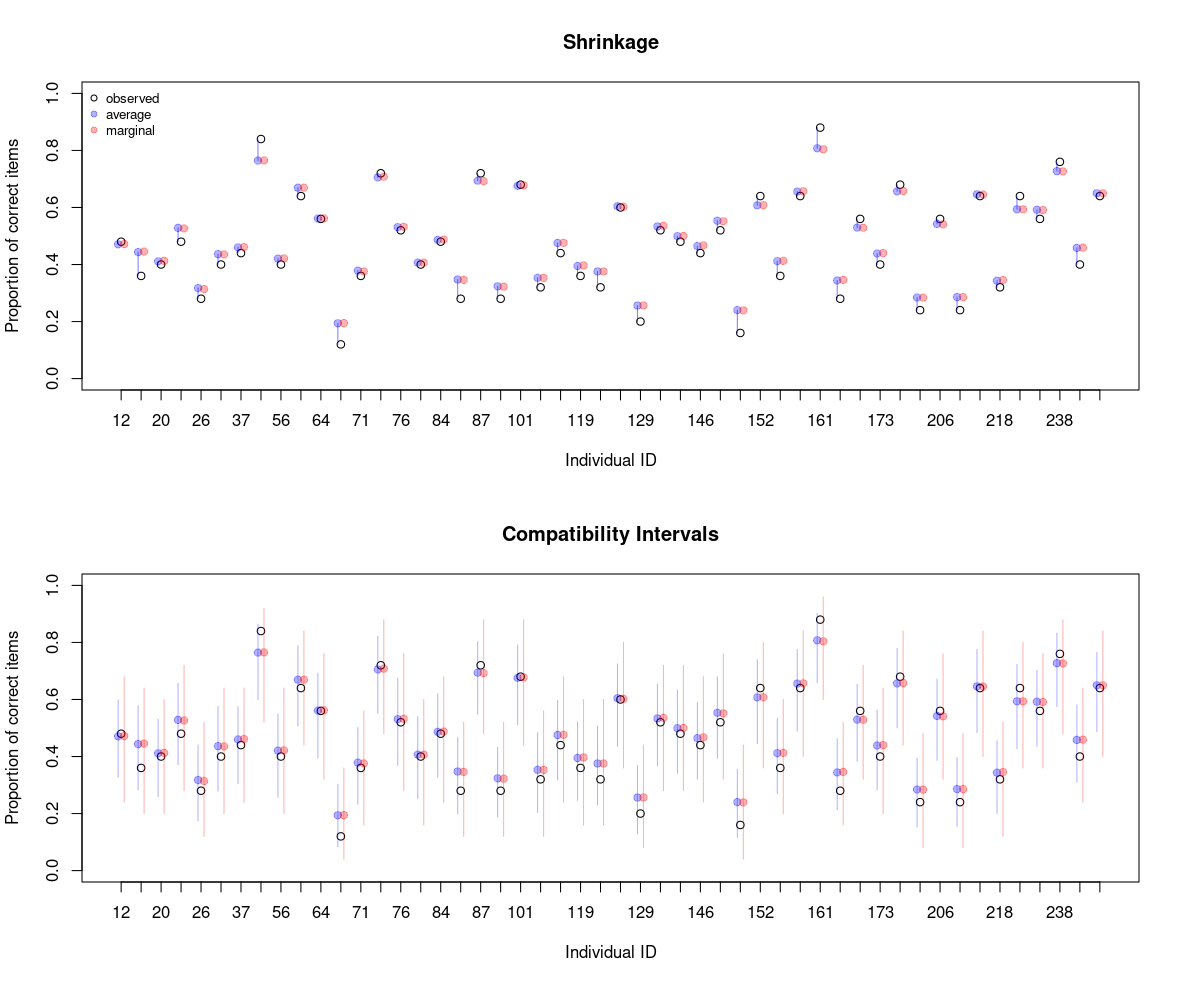 Shrinkage
Proportion of correct items
1.0
0.8
0.6
0.4
0.2
0.0
observed
average
marginal
12 20 26 37 56 64 71 76 84 87 101 119 129 146 152 161 173 206 218 238
Individual ID
Compatibility Intervals
Proportion of correct items
1.0
0.8
0.6
0.4
0.2
0.0
12 20 26 37 56 64 71 76 84 87 101 119 129 146 152 161 173 206 218 238
Individual ID